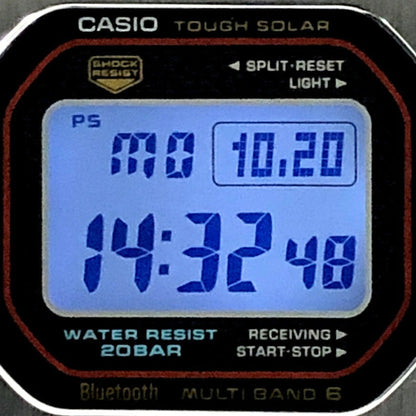 CASIO TOUGH SOLAR
SHOCK
RESIST
◄ SPLIT·RESET
LIGHT ►
PS
MO 10.20
14:32 48
WATER RESIST
20BAR
RECEIVING ►
START·STOP ►
Bluetooth MULTI BAND 6